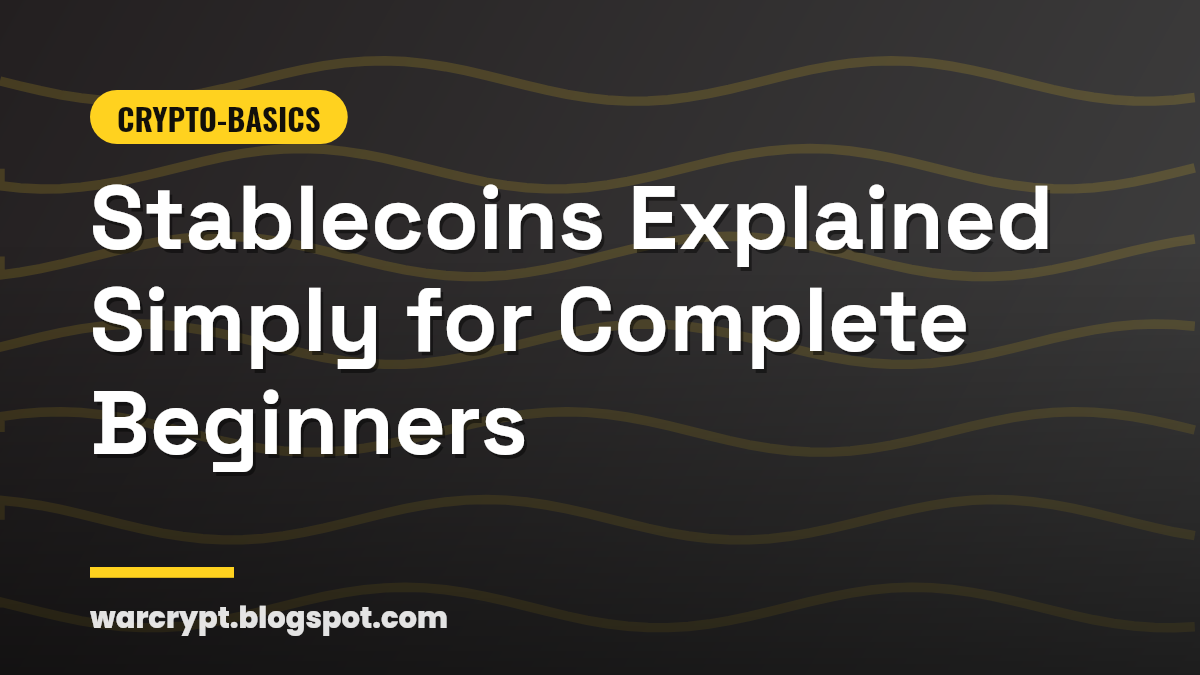 CRYPTO-BASICS
Stablecoins Explained
Simply for Complete
Beginners
warcrypt.blogspot.com